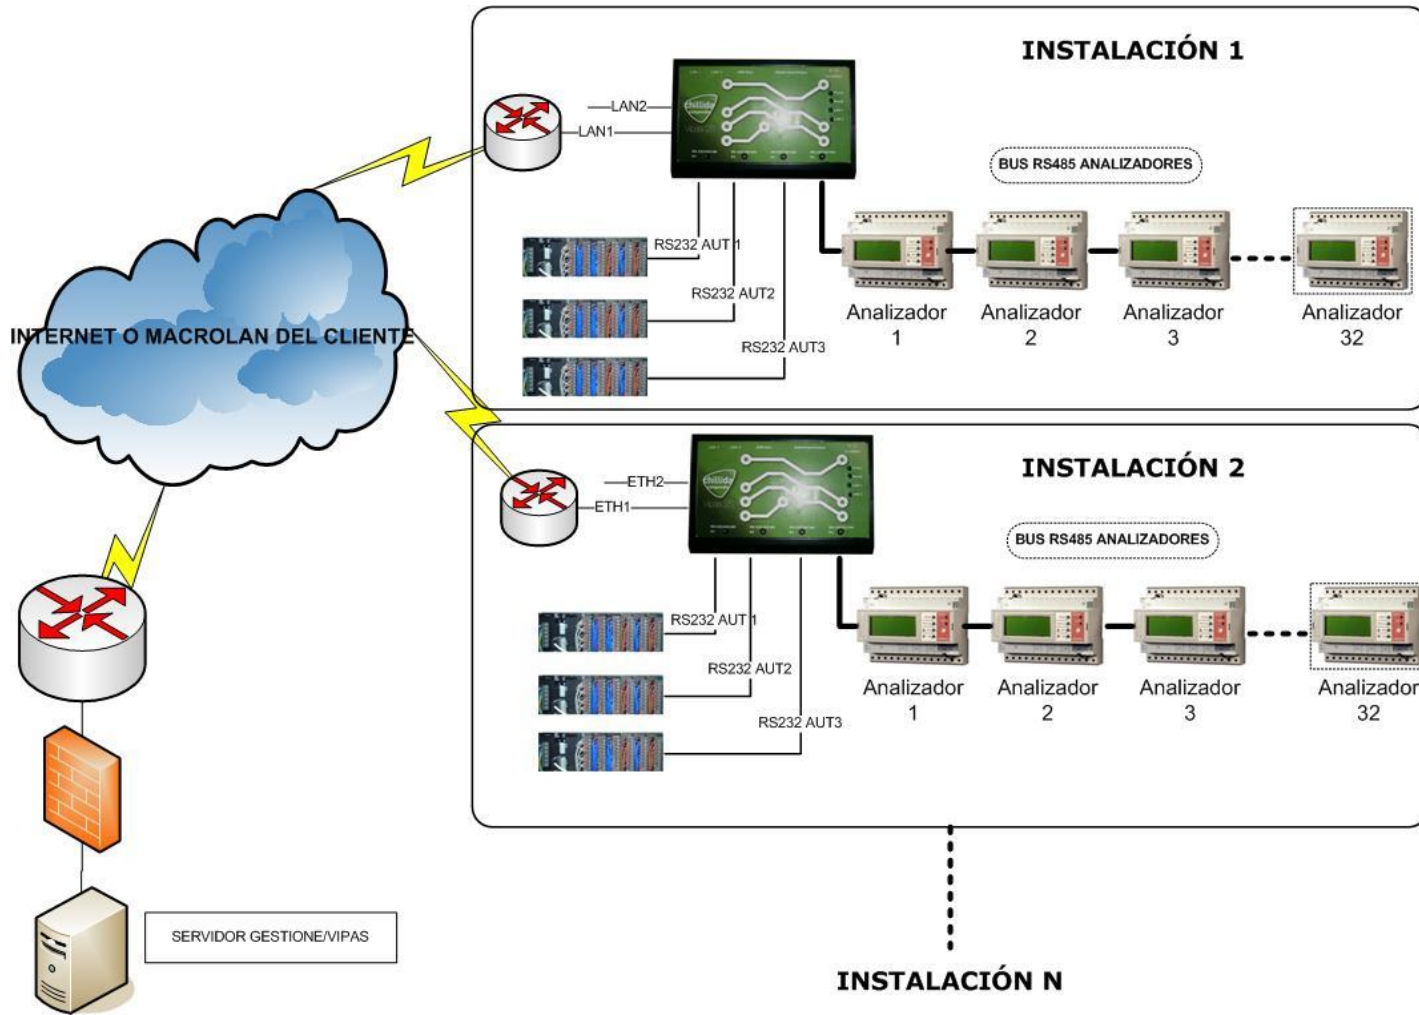 INSTALACIÓN 1
LAN2
LAN1
chillida
BUS RS485 ANALIZADORES
RS232 AUT 1
RS232 AUT2
RS232 AUT3
Analizador
1
Analizador
2
Analizador
3
Analizador
32
INTERNET O MACROLAN DEL CLIENTE
INSTALACIÓN 2
ETH2
ETH1
chillida
BUS RS485 ANALIZADORES
RS232 AUT 1
RS232 AUT2
RS232 AUT3
Analizador
1
Analizador
2
Analizador
3
Analizador
32
SERVIDOR GESTIONE/VIPAS
INSTALACIÓN N